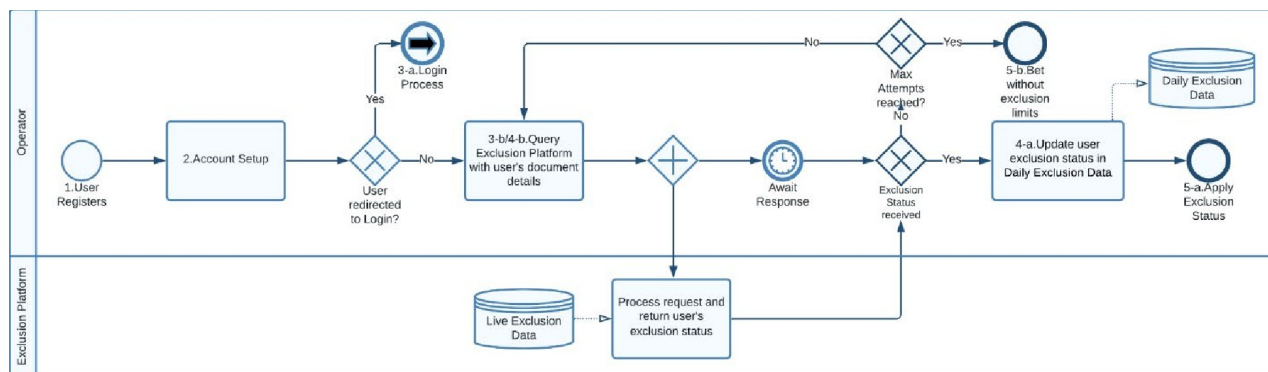 Operator
1.User
Registers
2.Account Setup
Yes
3-a.Login
Process
User
redirected
to Login?
No
3-b/4-b.Query
Exclusion Platform
with user's document
details
No
Max
Attempts
reached?
Yes
5-b.Bet
without
exclusion
limits
Await
Response
No
Exclusion
Status
received
Yes
4-a.Update user
exclusion status in
Daily Exclusion Data
Daily Exclusion
Data
5-a.Apply
Exclusion
Status
Exclusion Platform
Live Exclusion
Data
Process request and
return user's
exclusion status